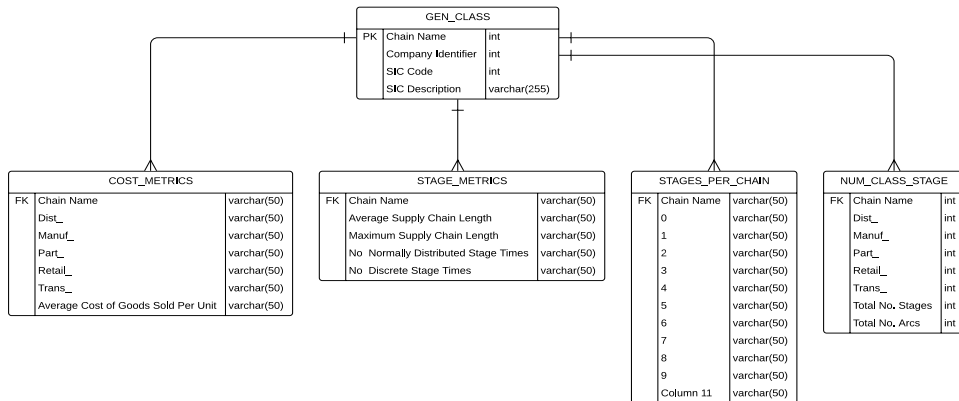 GEN_CLASS
PK Chain Name int
Company Identifier int
SIC Code int
SIC Description varchar(255)
COST_METRICS
FK Chain Name varchar(50)
Dist_ varchar(50)
Manuf_ varchar(50)
Part_ varchar(50)
Retail_ varchar(50)
Trans_ varchar(50)
Average Cost of Goods Sold Per Unit varchar(50)
STAGE_METRICS
FK Chain Name varchar(50)
Average Supply Chain Length varchar(50)
Maximum Supply Chain Length varchar(50)
No Normally Distributed Stage Times varchar(50)
No Discrete Stage Times varchar(50)
STAGES_PER_CHAIN
FK Chain Name varchar(50)
0 varchar(50)
1 varchar(50)
2 varchar(50)
3 varchar(50)
4 varchar(50)
5 varchar(50)
6 varchar(50)
7 varchar(50)
8 varchar(50)
9 varchar(50)
Column 11 varchar(50)
NUM_CLASS_STAGE
FK Chain Name int
Dist_ int
Manuf_ int
Part_ int
Retail_ int
Trans_ int
Total No. Stages int
Total No. Arcs int